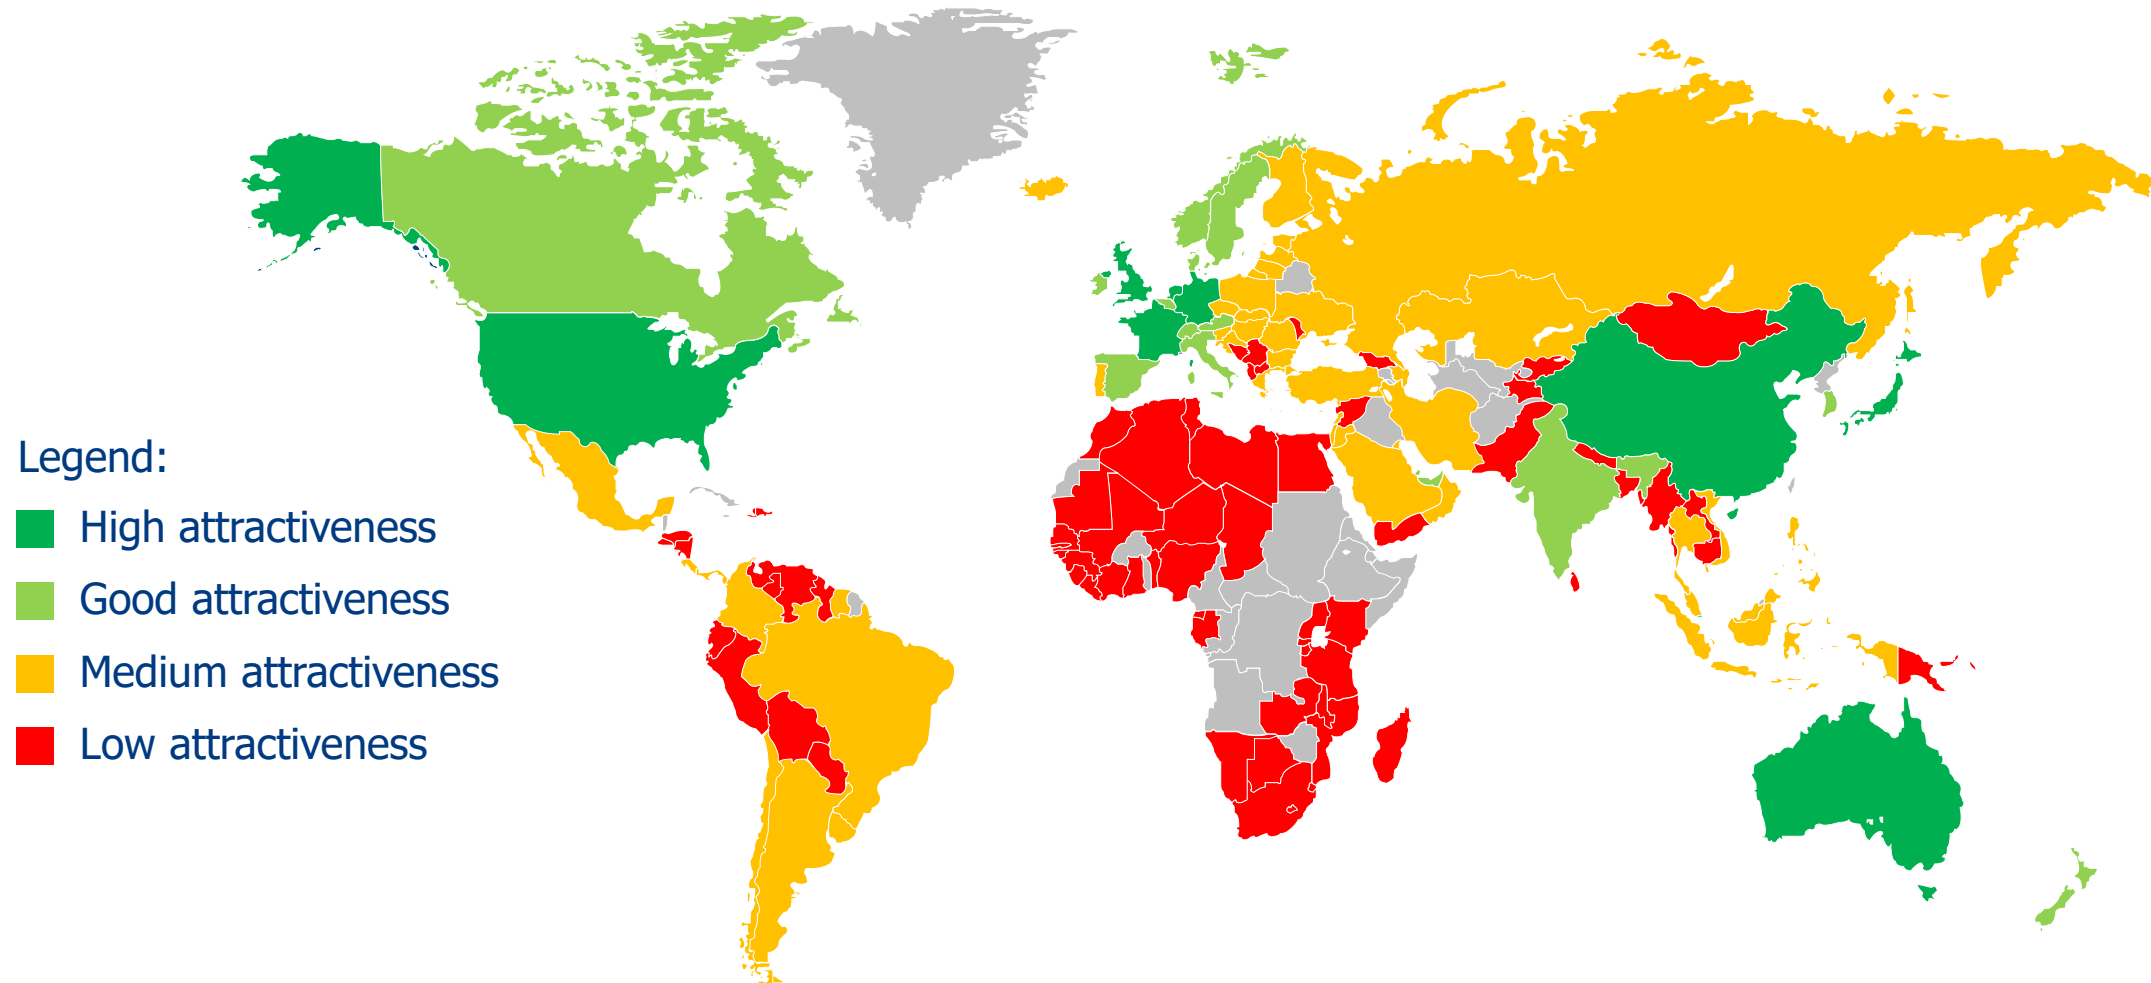 Legend:
High attractiveness
Good attractiveness
Medium attractiveness
Low attractiveness